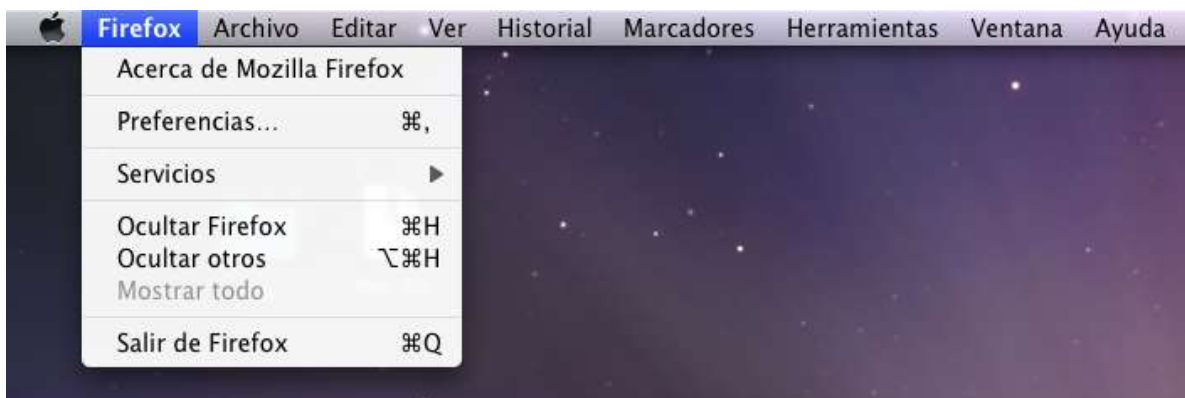 Firefox Archivo Editar Ver Historial Marcadores Herramientas Ventana Ayuda
Acerca de Mozilla Firefox
Preferencias... ⌘,
Servicios ▶
Ocultar Firefox ⌘H
Ocultar otros ⌥⌘H
Mostrar todo
Salir de Firefox ⌘Q